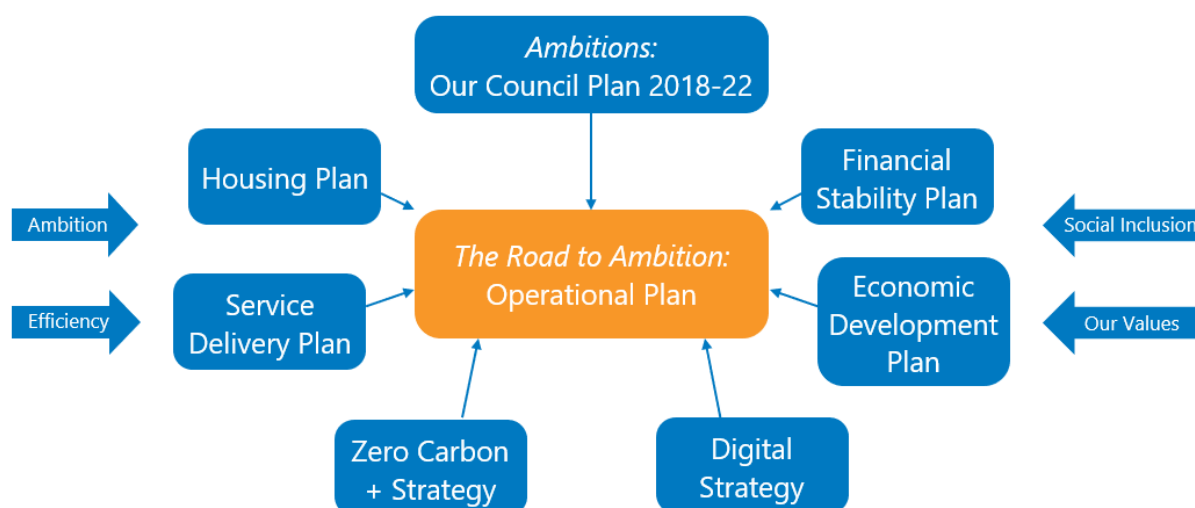 Ambitions:
Our Council Plan 2018-22
Housing Plan
Financial
Stability Plan
Ambition
Social Inclusion
The Road to Ambition:
Operational Plan
Efficiency
Service
Delivery Plan
Economic
Development
Plan
Our Values
Zero Carbon
+ Strategy
Digital
Strategy